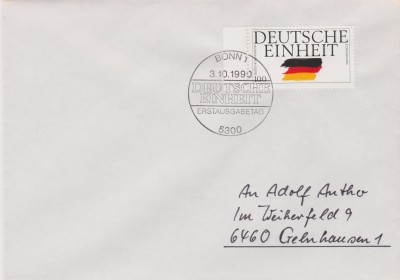 DEUTSCHE
EINHEIT
100
BONN 1
3.10.1990
DEUTSCHE
EINHEIT
ERSTAUSGABETAG
5300
An Adolf Antho
Im Weiherfeld 9
6460 Gelnhausen 1